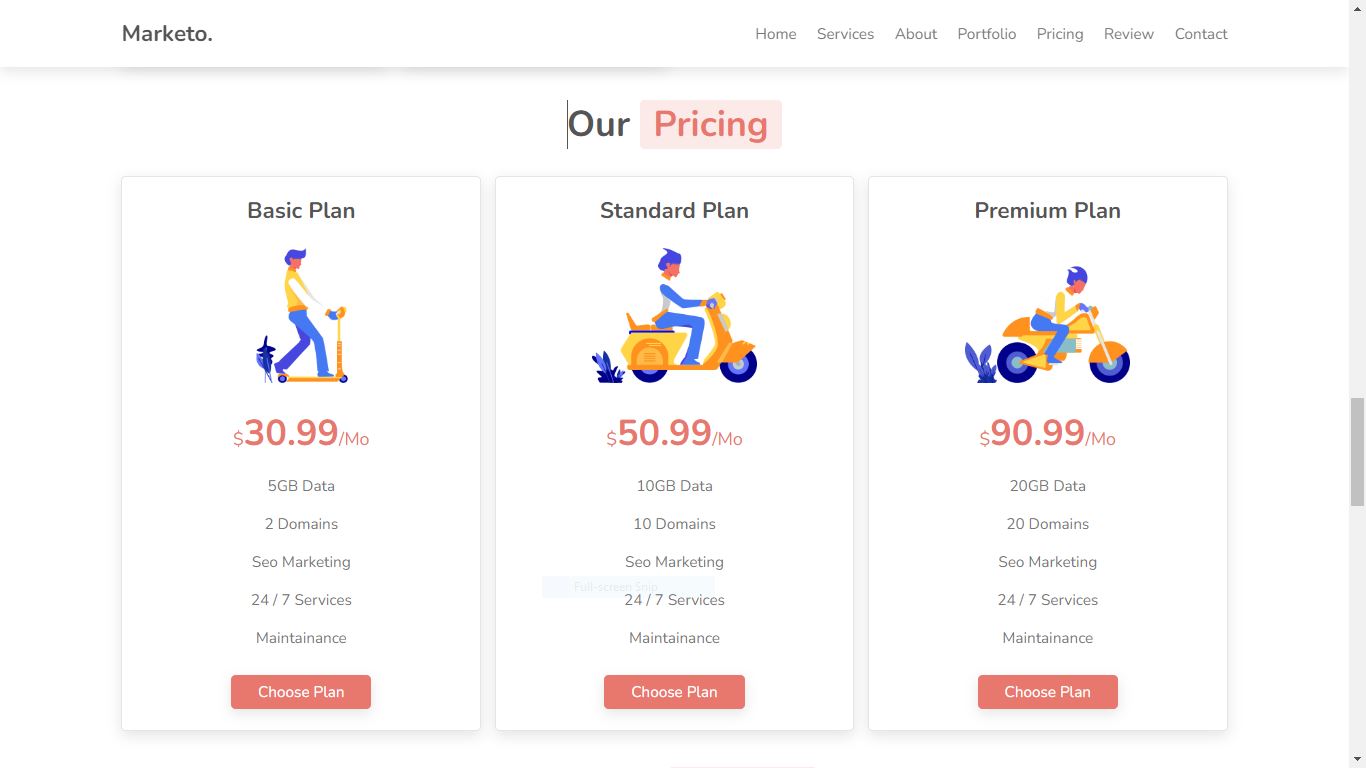 Marketo.
Home Services About Portfolio Pricing Review Contact
Our Pricing
Basic Plan
$30.99/Mo
5GB Data
2 Domains
Seo Marketing
24 / 7 Services
Maintainance
Choose Plan
Standard Plan
$50.99/Mo
10GB Data
10 Domains
Seo Marketing
Full-screen Snip
24 / 7 Services
Maintainance
Choose Plan
Premium Plan
$90.99/Mo
20GB Data
20 Domains
Seo Marketing
24 / 7 Services
Maintainance
Choose Plan